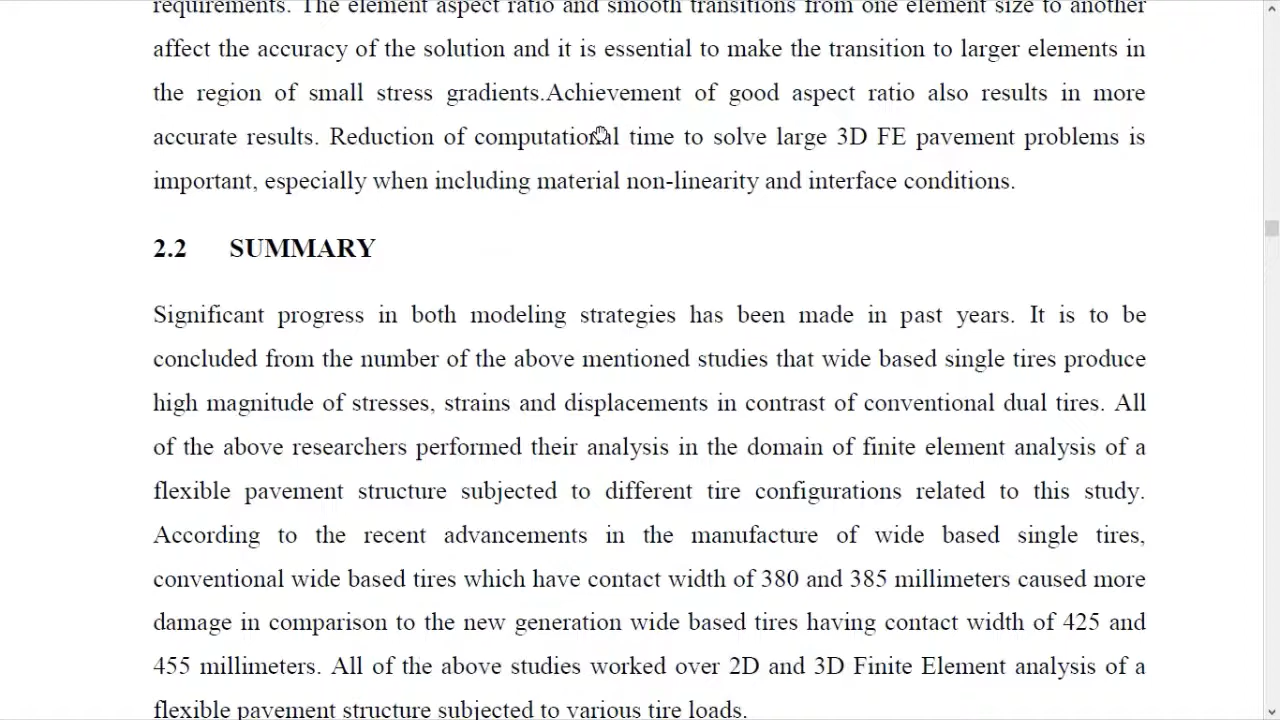 requirements. The element aspect ratio and smooth transitions from one element size to another
affect the accuracy of the solution and it is essential to make the transition to larger elements in
the region of small stress gradients.Achievement of good aspect ratio also results in more
accurate results. Reduction of computational time to solve large 3D FE pavement problems is
important, especially when including material non-linearity and interface conditions.
2.2 SUMMARY
Significant progress in both modeling strategies has been made in past years. It is to be
concluded from the number of the above mentioned studies that wide based single tires produce
high magnitude of stresses, strains and displacements in contrast of conventional dual tires. All
of the above researchers performed their analysis in the domain of finite element analysis of a
flexible pavement structure subjected to different tire configurations related to this study.
According to the recent advancements in the manufacture of wide based single tires,
conventional wide based tires which have contact width of 380 and 385 millimeters caused more
damage in comparison to the new generation wide based tires having contact width of 425 and
455 millimeters. All of the above studies worked over 2D and 3D Finite Element analysis of a
flexible pavement structure subjected to various tire loads.